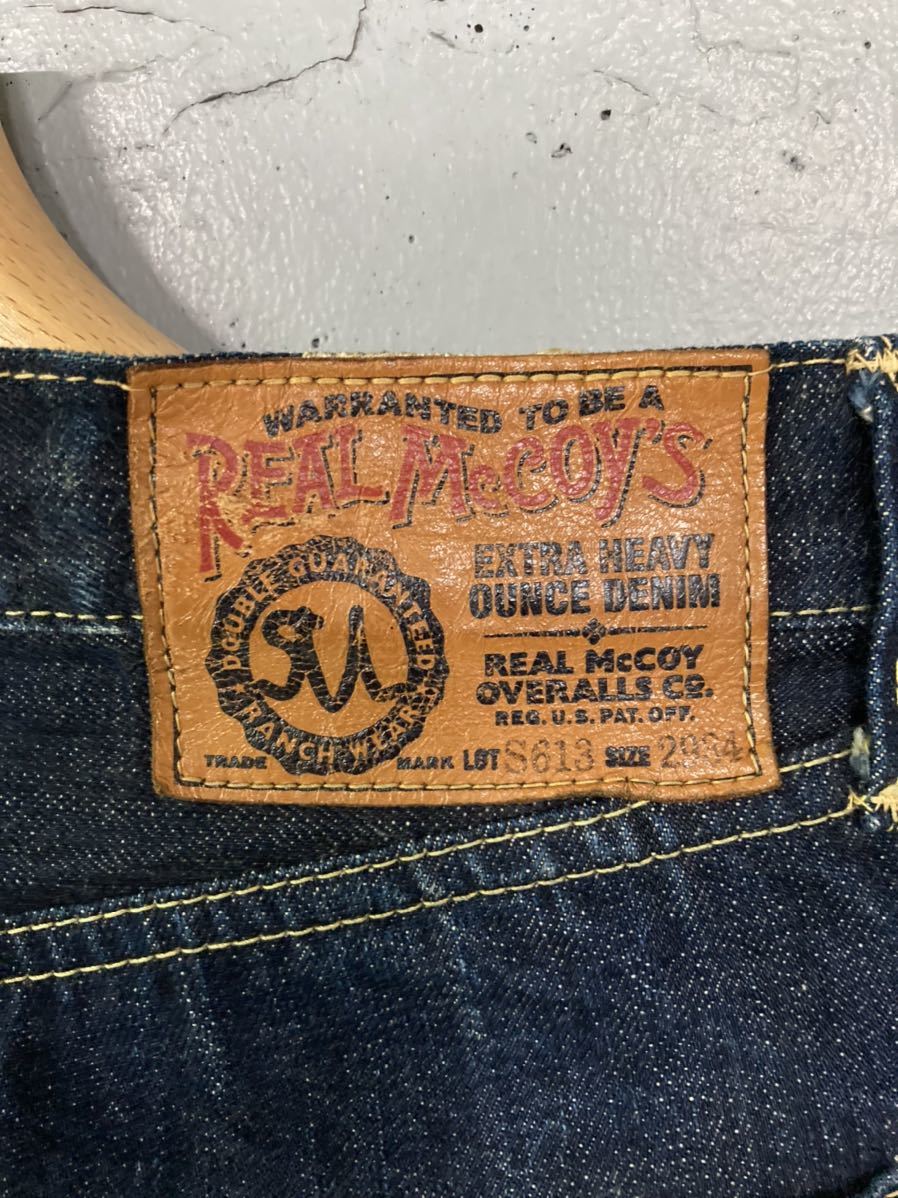 WARRANTED TO BE A
REAL McCOY'S
DOUBLE GUARANTEED
RANCH WEAR
EXTRA HEAVY
OUNCE DENIM
REAL McCOY
OVERALLS CO.
REG. U.S. PAT. OFF.
TRADE MARK LOT S613 SIZE 2934